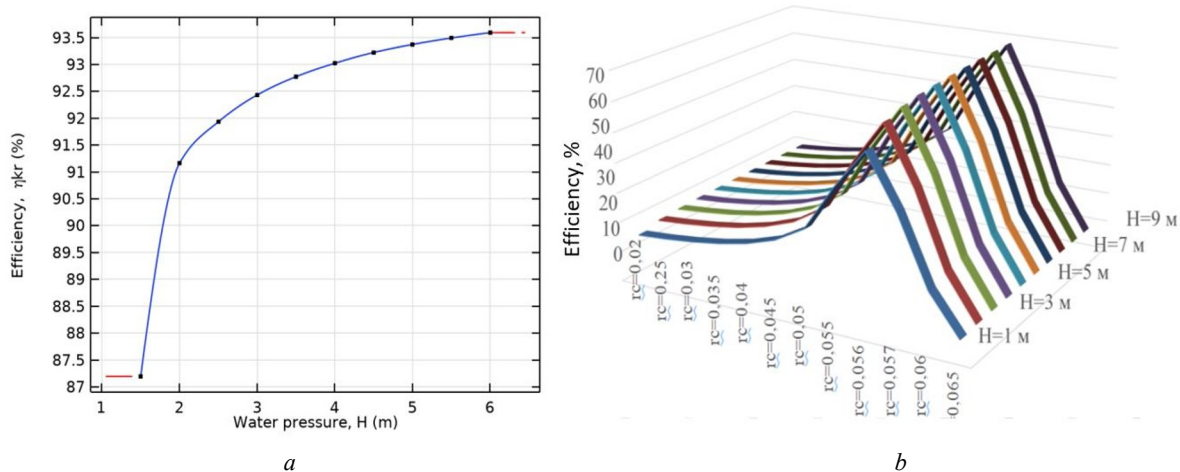 93.5
93
92.5
92
91.5
91
90.5
90
89.5
89
88.5
88
87.5
87
Efficiency, ηkr (%)
1 2 3 4 5 6
Water pressure, H (m)
a
70
60
50
40
30
20
10
0
Efficiency, %
rc=0,02
rc=0,25
rc=0,03
rc=0,035
rc=0,04
rc=0,045
rc=0,05
rc=0,055
rc=0,056
rc=0,057
rc=0,06
=0,065
H=9 м
H=7 м
H=5 м
H=3 м
H=1 м
b